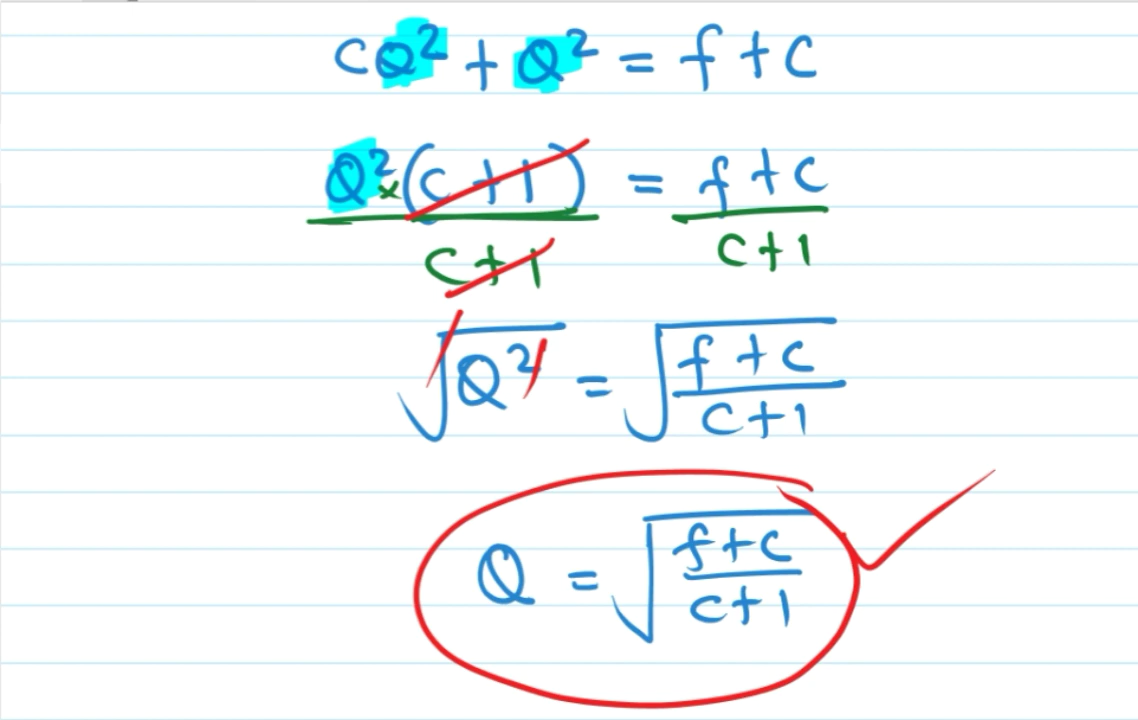 cQ² + Q² = f + c
Q² × (c + 1) / c + 1 = f + c / c + 1
√Q² = √f + c / c + 1
Q = √f + c / c + 1